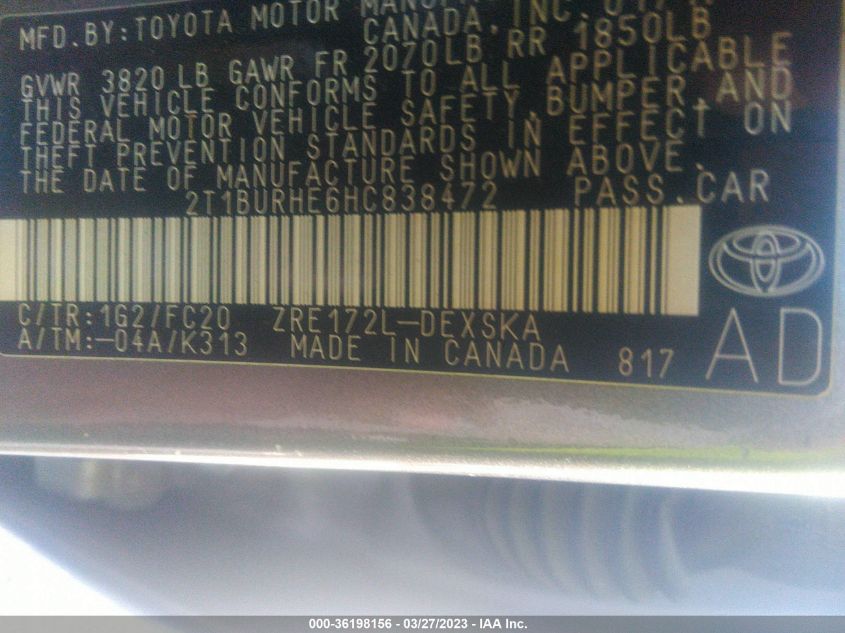 MFD.BY:TOYOTA MOTOR
CANADA, INC.
GVWR 3820 LB GAWR FR 2070LB RR 1850LB
THIS VEHICLE CONFORMS TO ALL APPLICABLE
FEDERAL MOTOR VEHICLE SAFETY, BUMPER, AND
THEFT PREVENTION STANDARDS IN EFFECT ON
THE DATE OF MANUFACTURE SHOWN ABOVE.
2T1BURHE6HC838472 PASS.CAR
C/TR:1G2/FC20 ZRE172L-DEXSKA
A/TM:-04A/K313 MADE IN CANADA 817 AD
000-36198156 - 03/27/2023 - IAA Inc.